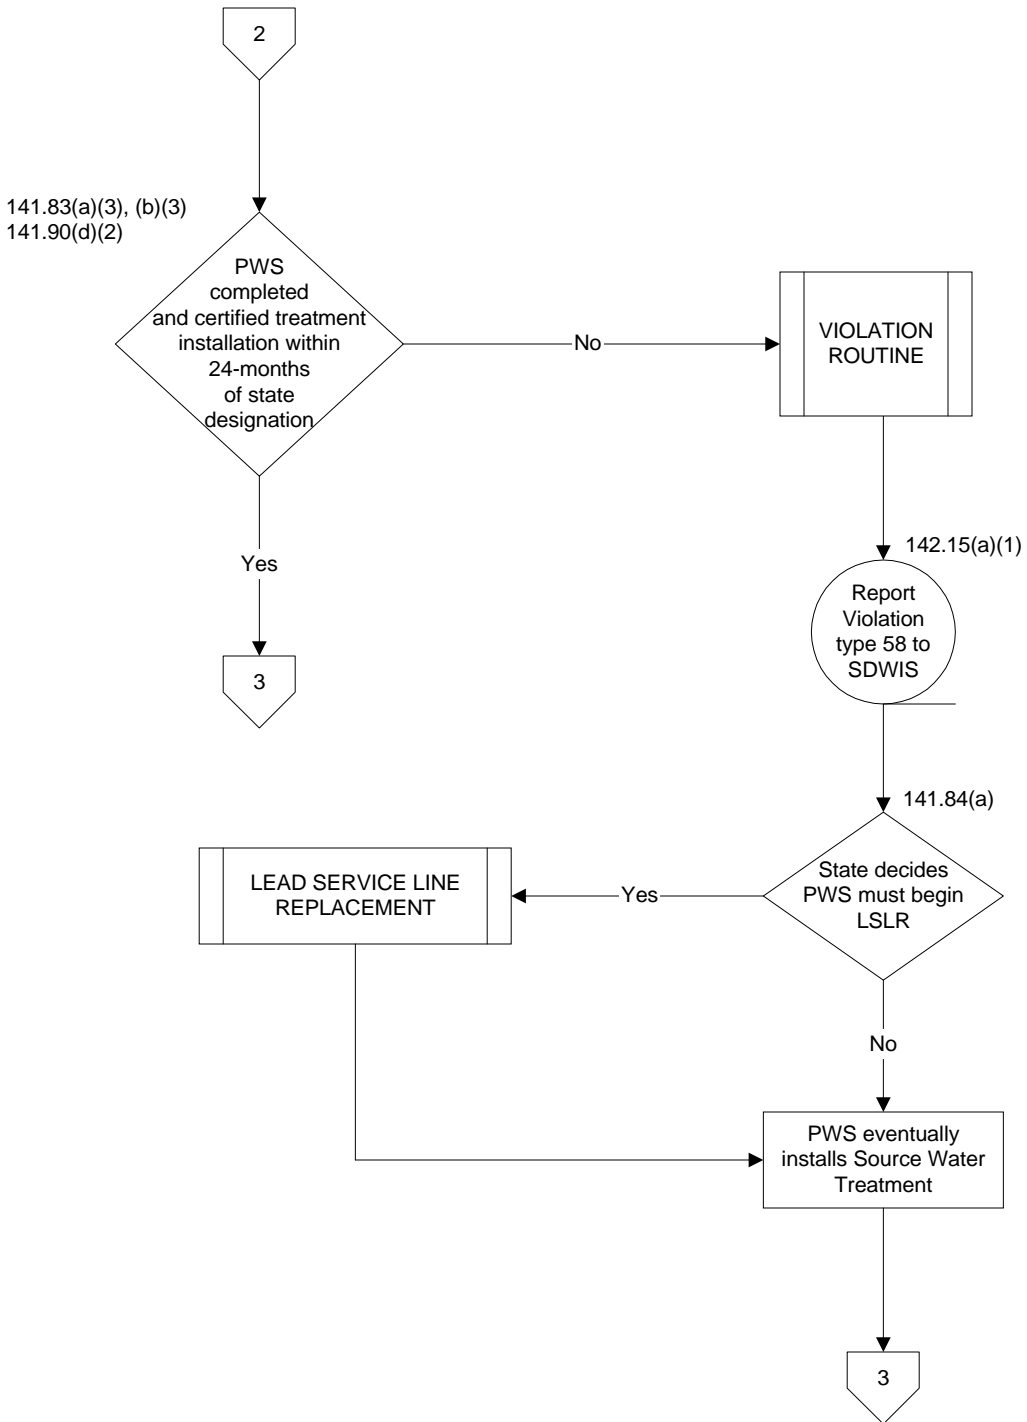 2
141.83(a)(3), (b)(3)
141.90(d)(2)
PWS
completed
and certified treatment
installation within
24-months
of state
designation
No
VIOLATION
ROUTINE
Yes
142.15(a)(1)
Report
Violation
type 58 to
SDWIS
3
141.84(a)
State decides
PWS must begin
LSLR
Yes
LEAD SERVICE LINE
REPLACEMENT
No
PWS eventually
installs Source Water
Treatment
3